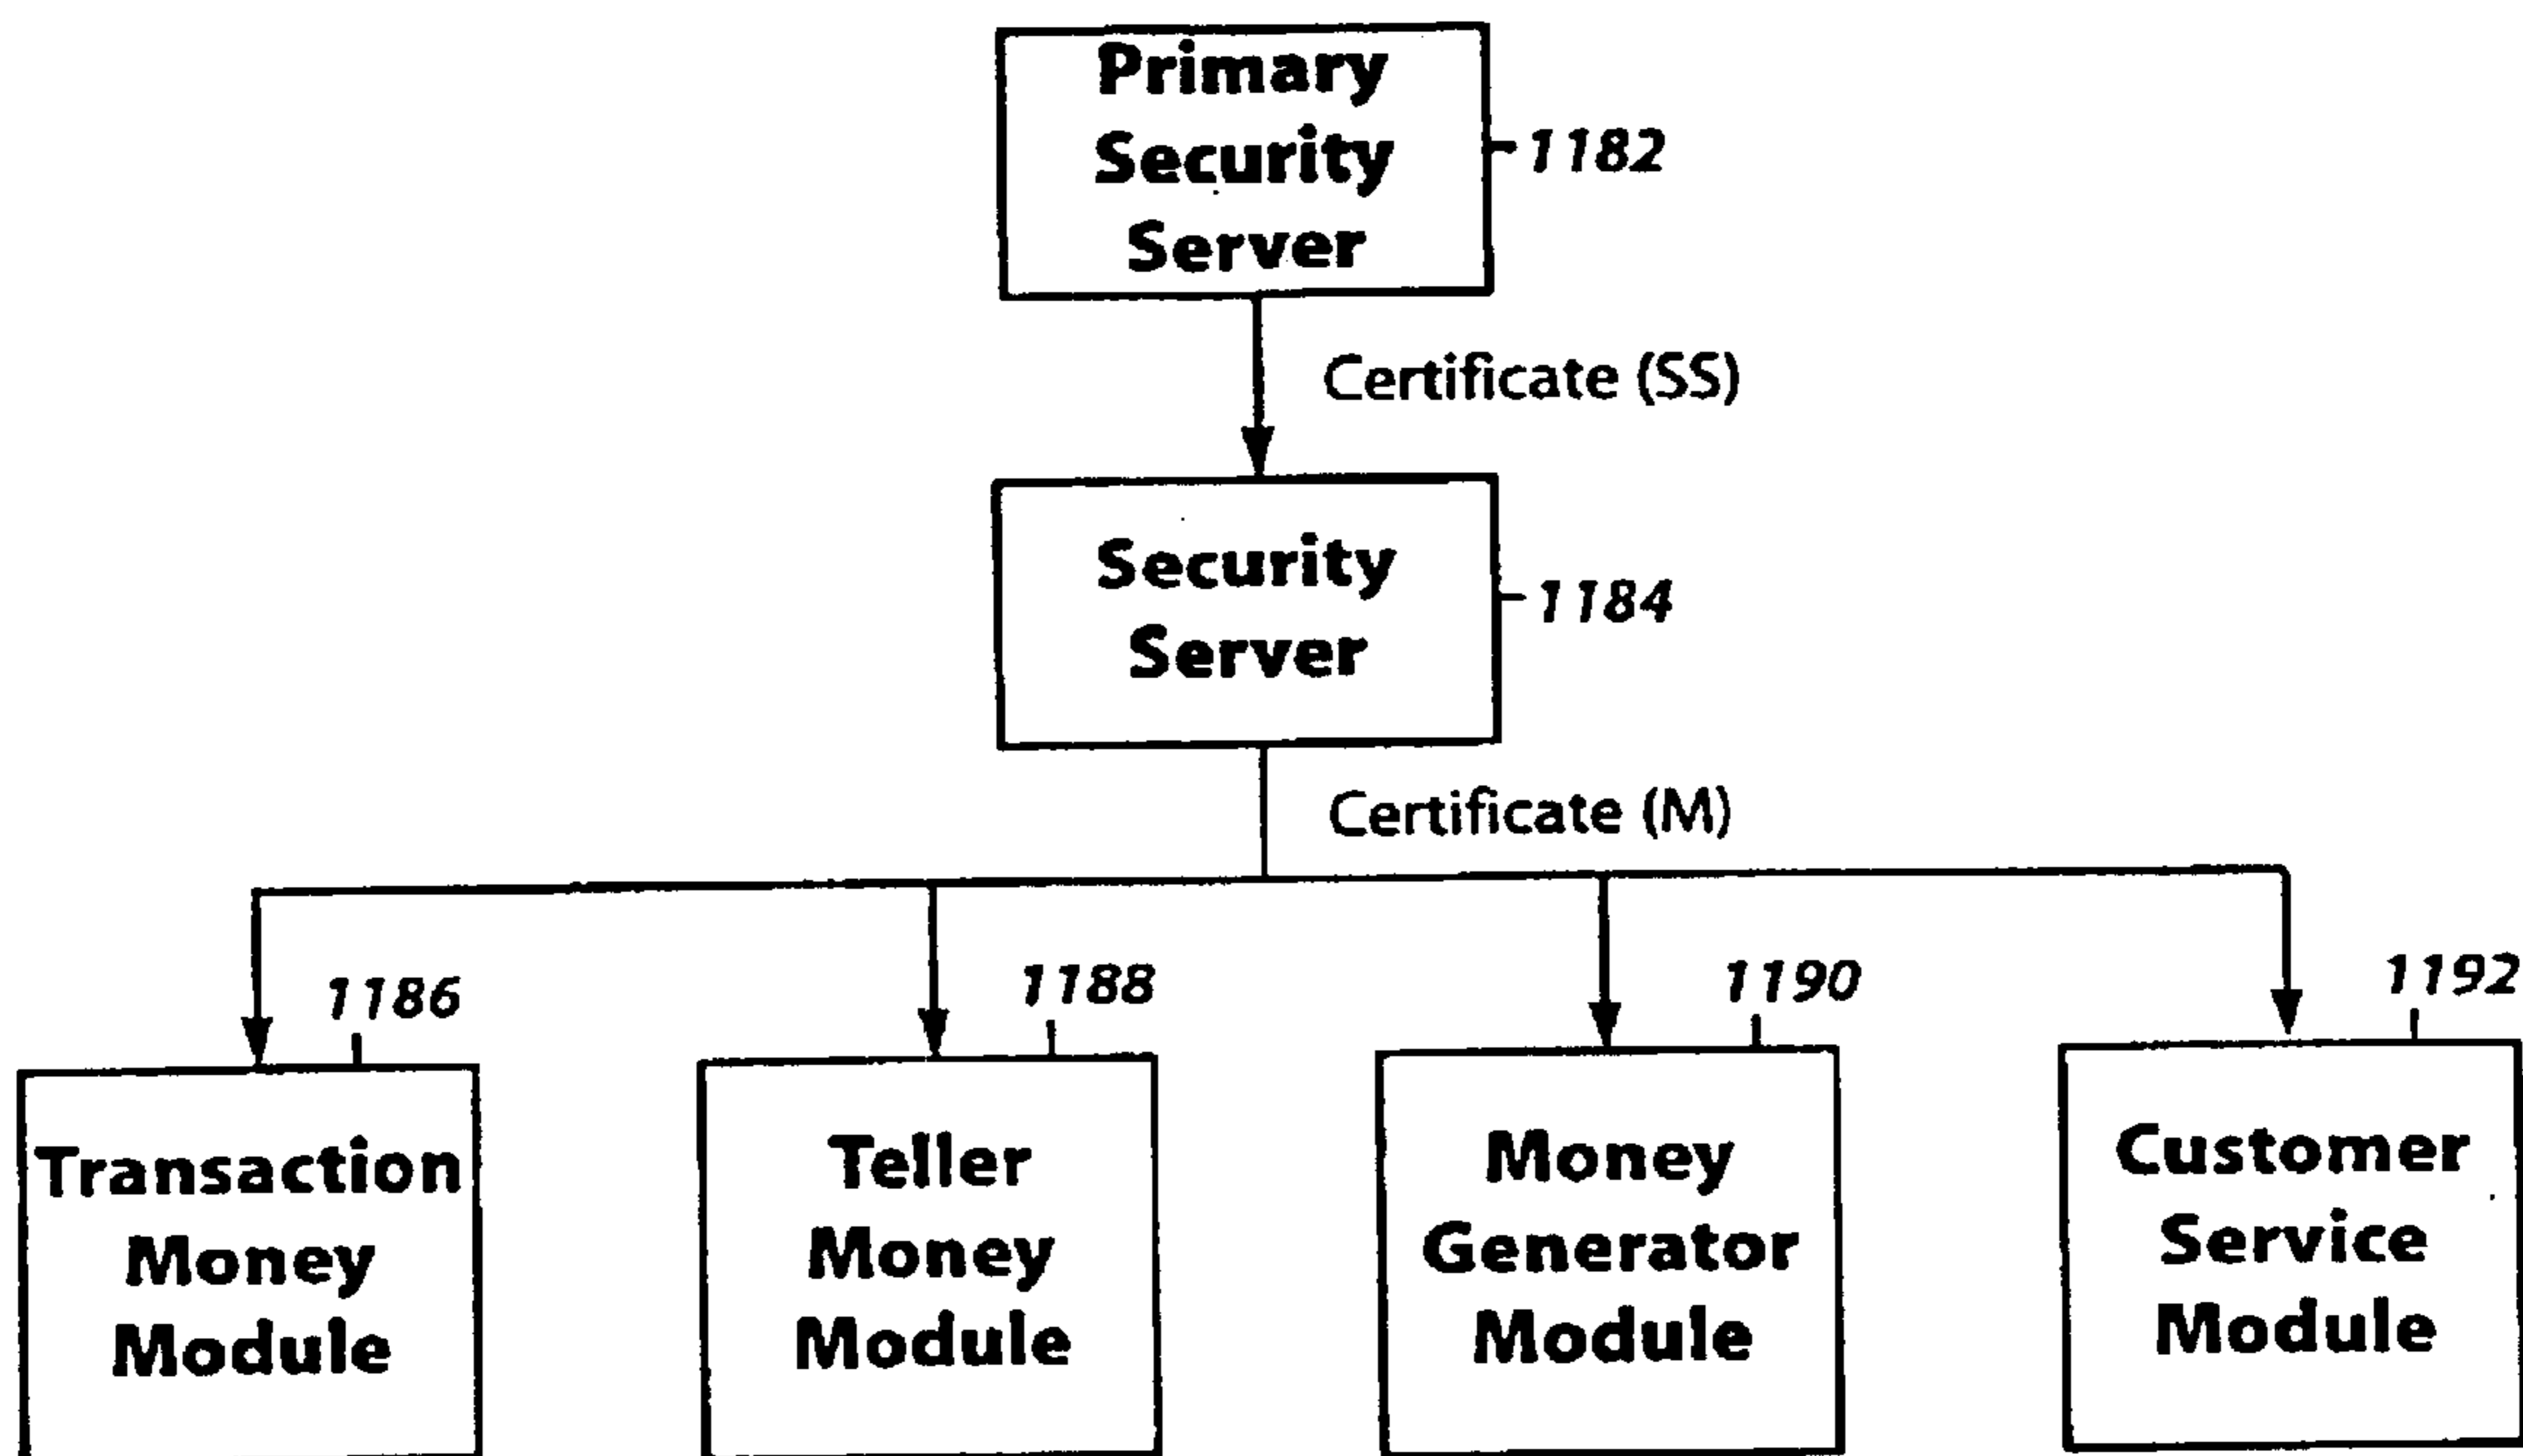 Primary
Security
Server
1182
Certificate (SS)
Security
Server
1184
Certificate (M)
1186
1188
1190
1192
Transaction
Money
Module
Teller
Money
Module
Money
Generator
Module
Customer
Service
Module